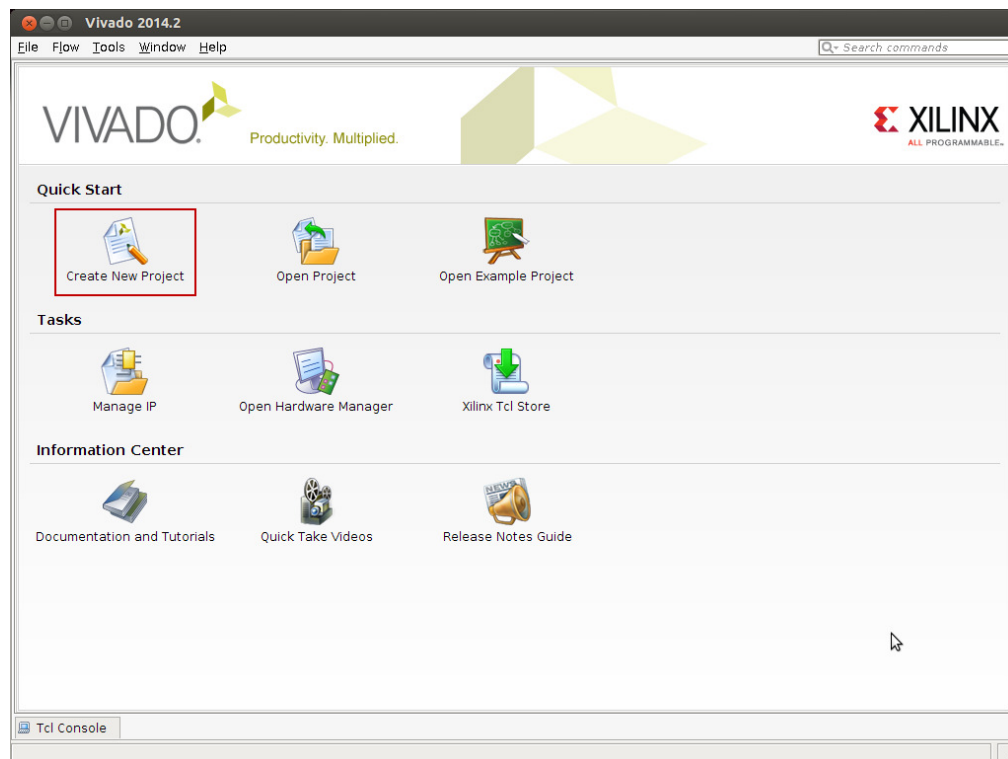 Vivado 2014.2
File Flow Tools Window Help
Search commands
VIVADO.
Productivity. Multiplied.
XILINX
ALL PROGRAMMABLE™
Quick Start
Create New Project
Open Project
Open Example Project
Tasks
Manage IP
Open Hardware Manager
Xilinx Tcl Store
Information Center
NEWS
Documentation and Tutorials
Quick Take Videos
Release Notes Guide
Tcl Console